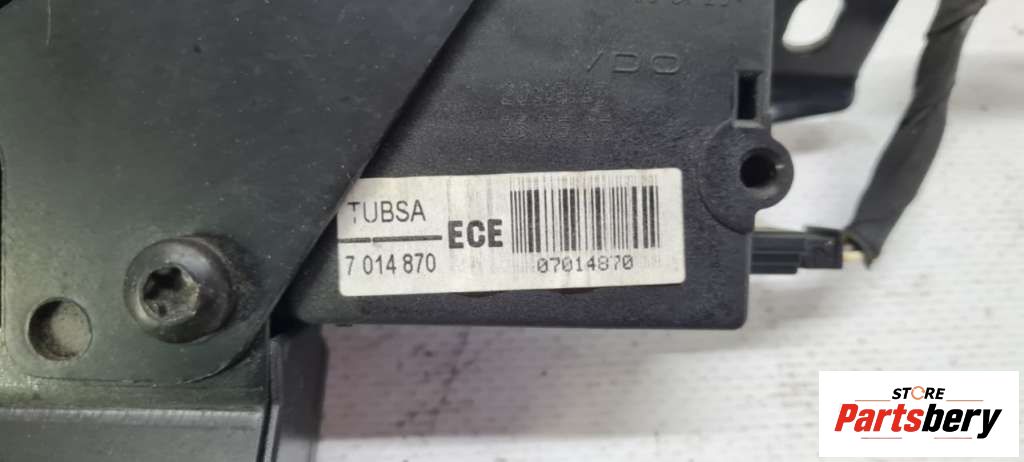 VDO
TUBSA
ECE
7 014 870
07014870
STORE
Partsbery